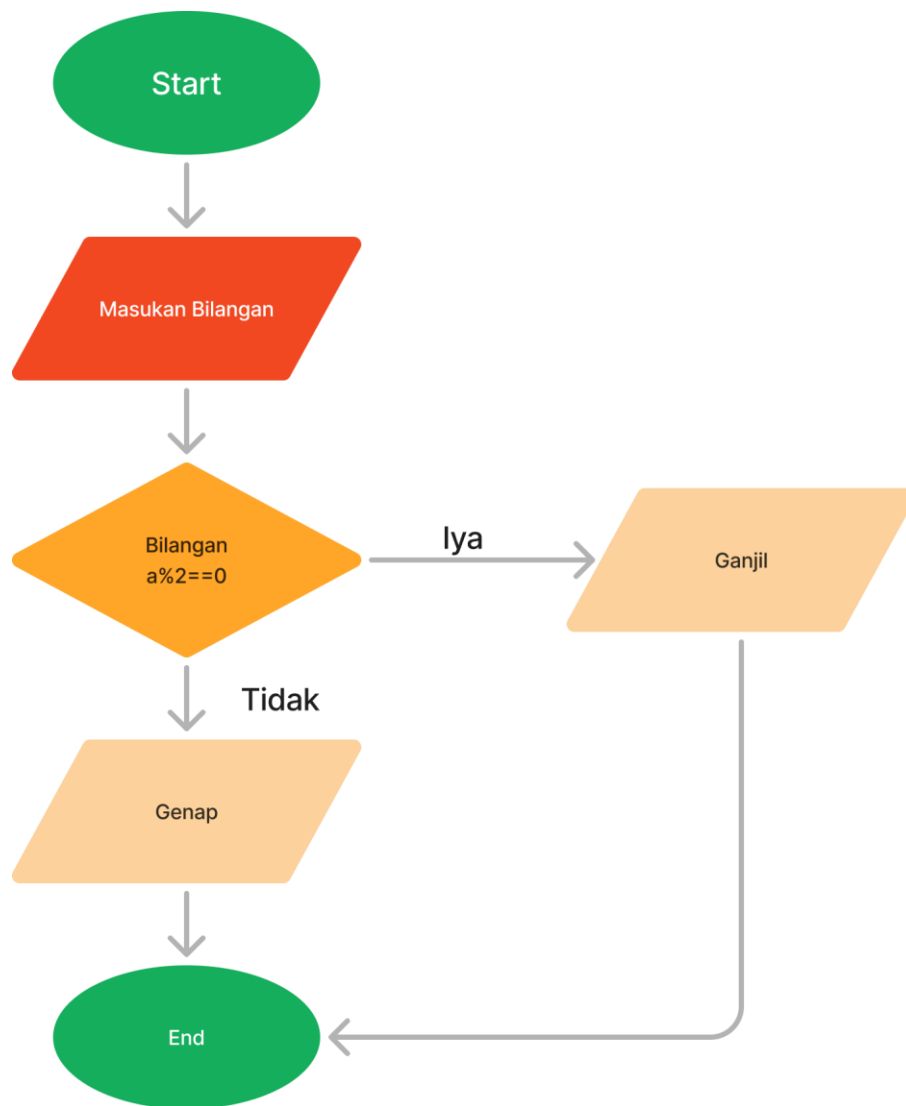 Start
Masukan Bilangan
Bilangan
a%2==0
Iya
Ganjil
Tidak
Genap
End